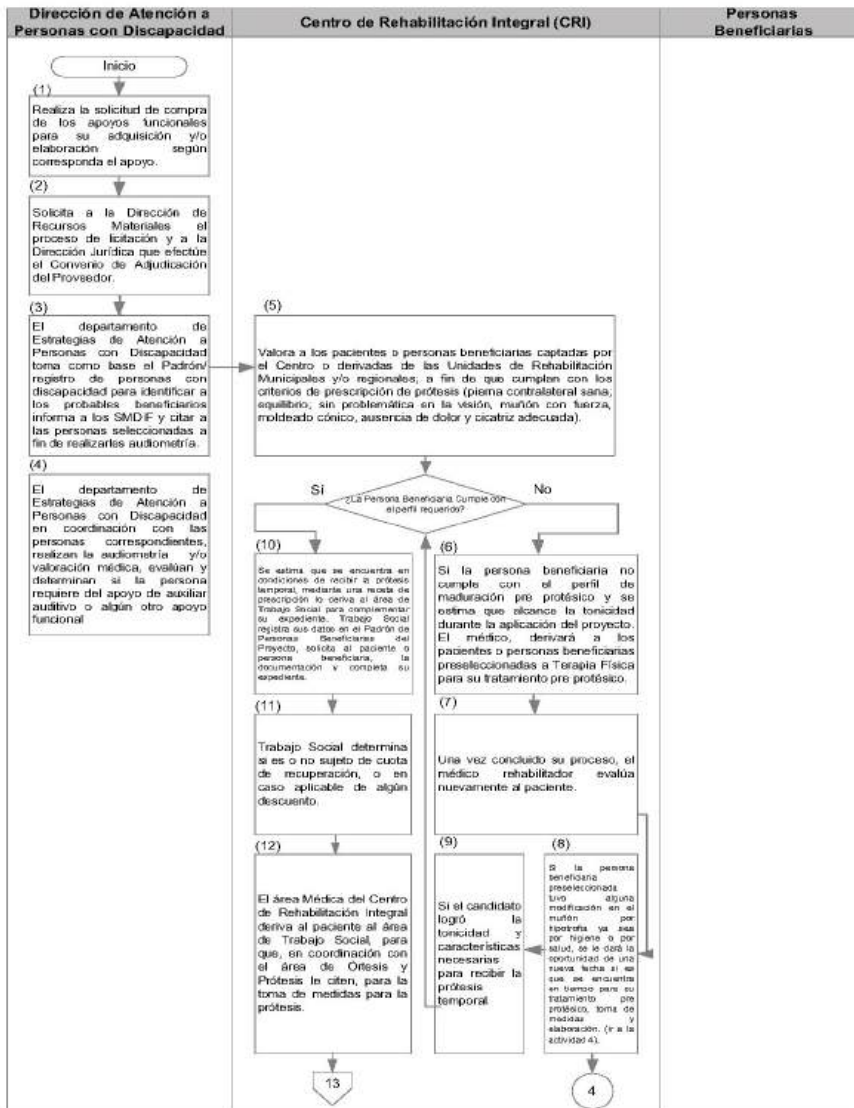 Dirección de Atención a
Personas con Discapacidad
Centro de Rehabilitación Integral (CRI)
Personas
Beneficiarias
Inicio
(1)
Realiza la solicitud de compra
de los apoyos funcionales
para su adquisición y/o
elaboración según
corresponda el apoyo.
(2)
Solicita a la Dirección de
Recursos Materiales el
proceso de licitación y a la
Dirección Jurídica que efectúe
el Convenio de Adjudicación
del Proveedor.
(3)
El departamento de
Estrategias de Atención a
Personas con Discapacidad
toma como base el Padrón/
registro de personas con
discapacidad para identificar a
los probables beneficiarios
informa a los SMDIF y citar a
las personas seleccionadas a
fin de realizarles audiometría.
(4)
El departamento de
Estrategias de Atención a
Personas con Discapacidad
en coordinación con las
personas correspondientes,
realizan la audiometría y/o
valoración médica, evalúan y
determinan si la persona
requiere del apoyo de auxiliar
auditivo o algún otro apoyo
funcional
(5)
Valora a los pacientes o personas beneficiarias captadas por
el Centro o derivadas de las Unidades de Rehabilitación
Municipales y/o regionales; a fin de que cumplan con los
criterios de prescripción de prótesis (pierna contralateral sana;
equilibrio; sin problemática en la visión, muñón con fuerza,
moldeado cónico, ausencia de dolor y cicatriz adecuada).
Sí
¿La Persona Beneficiaria Cumple con
el perfil requerido?
No
(10)
Se estima que se encuentra en
condiciones de recibir la prótesis
temporal, mediante una receta de
prescripción lo deriva al área de
Trabajo Social para complementar
su expediente. Trabajo Social
registra sus datos en el Padrón de
Personas Beneficiarias del
Proyecto, solicita al paciente o
persona beneficiaria, la
documentación y completa su
expediente.
(6)
Si la persona beneficiaria no
cumple con el perfil de
maduración pre protésico y se
estima que alcance la tonicidad
durante la aplicación del proyecto.
El médico, derivará a los
pacientes o personas beneficiarias
preseleccionadas a Terapia Física
para su tratamiento pre protésico.
(11)
Trabajo Social determina
si es o no sujeto de cuota
de recuperación, o en
caso aplicable de algún
descuento.
(7)
Una vez concluido su proceso, el
médico rehabilitador evalúa
nuevamente al paciente.
(12)
El área Médica del Centro
de Rehabilitación Integral
deriva al paciente al área
de Trabajo Social, para
que, en coordinación con
el área de Órtesis y
Prótesis le citen, para la
toma de medidas para la
prótesis.
(9)
Si el candidato
logró la
tonicidad y
características
necesarias
para recibir la
prótesis
temporal
(8)
Si la persona
beneficiaria
preseleccionada
tuvo alguna
modificación en el
muñón por
hipotrofia ya sea
por higiene o por
salud, se le dará la
oportunidad de una
nueva fecha si es
que se encuentra
en tiempo para su
tratamiento pre
protésico, toma de
medidas y
elaboración. (ir a la
actividad 4).
13
4